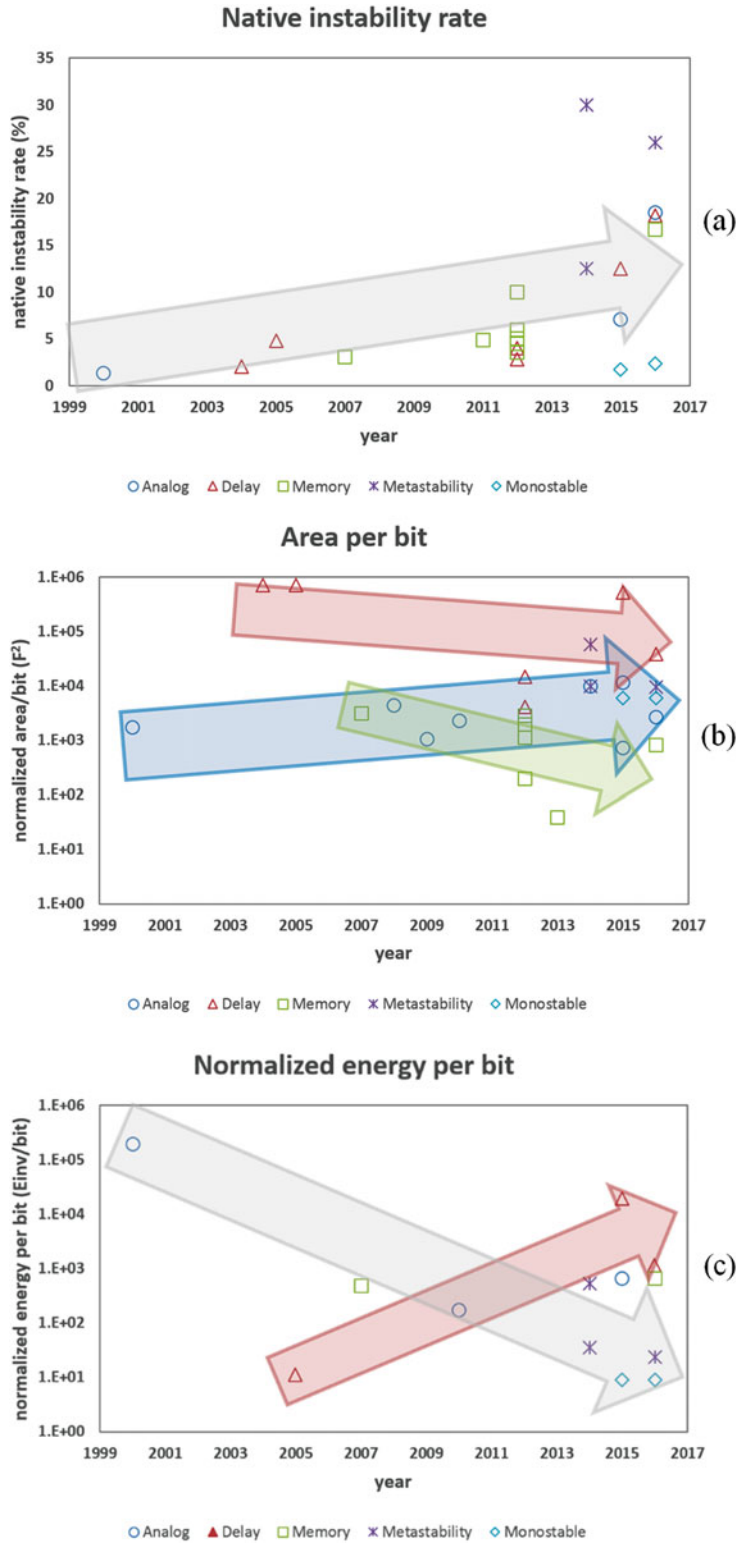 Native instability rate
35
30
25
20
15
10
5
0
native instability rate (%)
(a)
1999 2001 2003 2005 2007 2009 2011 2013 2015 2017
year
Analog Delay Memory Metastability Monostable
Area per bit
1.E+06
1.E+05
1.E+04
1.E+03
1.E+02
1.E+01
1.E+00
normalized area/bit (F²)
(b)
1999 2001 2003 2005 2007 2009 2011 2013 2015 2017
year
Analog Delay Memory Metastability Monostable
Normalized energy per bit
1.E+06
1.E+05
1.E+04
1.E+03
1.E+02
1.E+01
1.E+00
normalized energy per bit (Einv/bit)
(c)
1999 2001 2003 2005 2007 2009 2011 2013 2015 2017
year
Analog Delay Memory Metastability Monostable